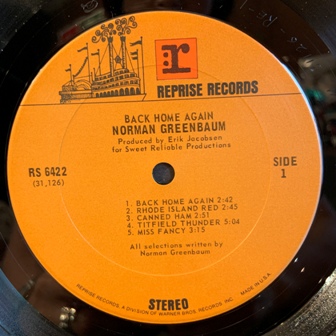 r
REPRISE RECORDS
BACK HOME AGAIN
NORMAN GREENBAUM
Produced by Erik Jacobsen
for Sweet Reliable Productions
RS 6422
(31,126)
SIDE
1
1. BACK HOME AGAIN 2:42
2. RHODE ISLAND RED 2:45
3. CANNED HAM 2:51
4. TITFIELD THUNDER 5:04
5. MISS FANCY 3:15
All selections written by
Norman Greenbaum
STEREO
REPRISE RECORDS, A DIVISION OF WARNER BROS. RECORDS, INC. MADE IN U.S.A.